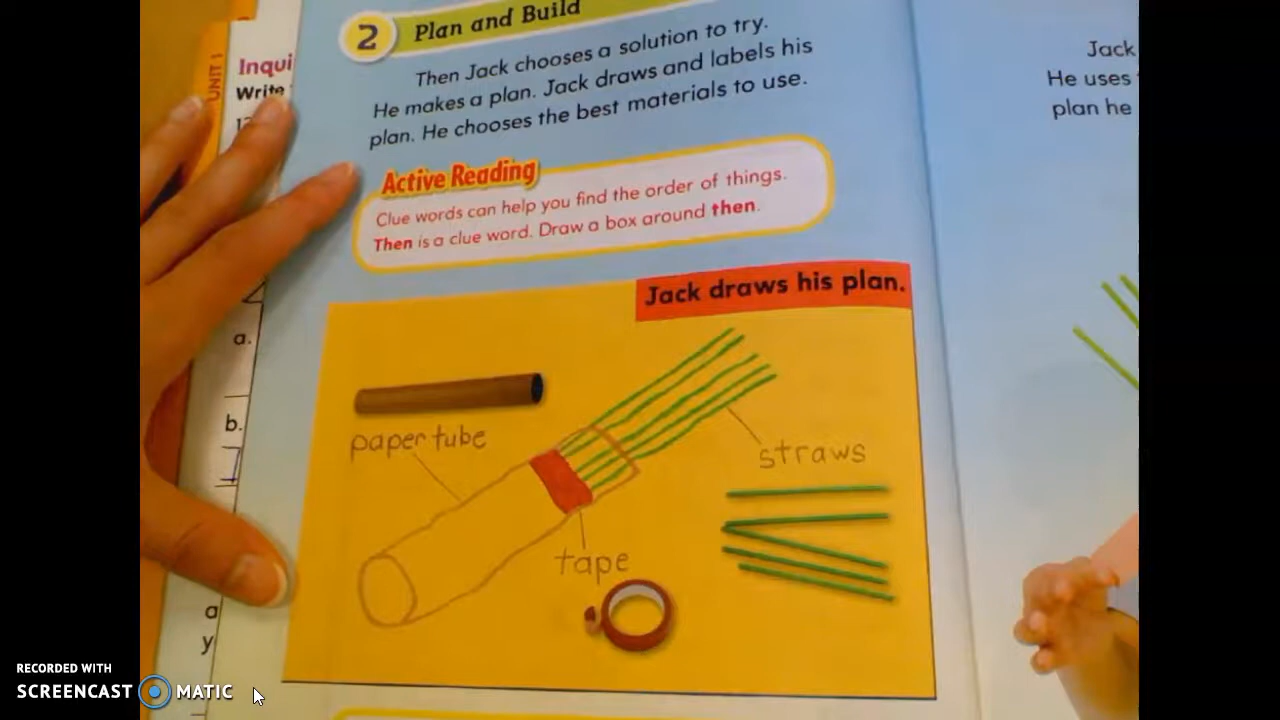 2 Plan and Build
Then Jack chooses a solution to try.
He makes a plan. Jack draws and labels his
plan. He chooses the best materials to use.
Active Reading
Clue words can help you find the order of things.
Then is a clue word. Draw a box around then.
Jack draws his plan.
paper tube
straws
tape
UNIT 1
Inqui
Write
12
a.
b.
a
y
Jack
He uses
plan he
RECORDED WITH
SCREENCAST MATIC